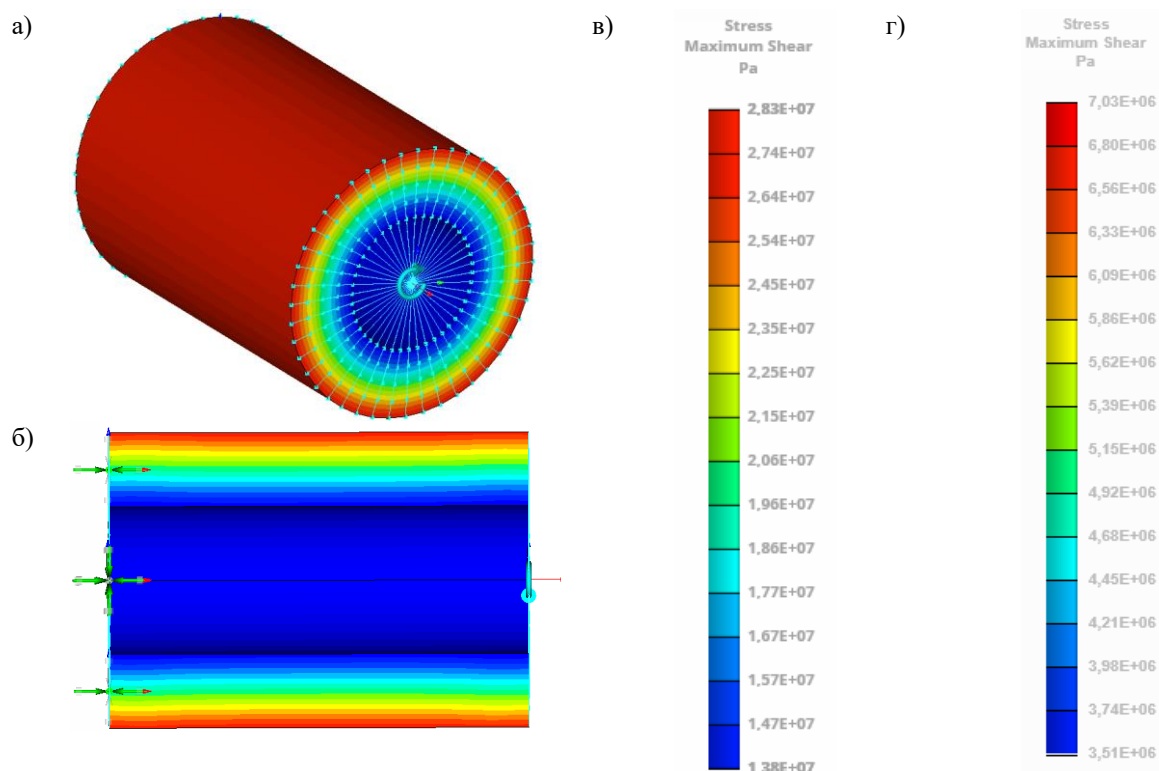 а)
б)
в)
Stress
Maximum Shear
Pa
2,83E+07
2,74E+07
2,64E+07
2,54E+07
2,45E+07
2,35E+07
2,25E+07
2,15E+07
2,06E+07
1,96E+07
1,86E+07
1,77E+07
1,67E+07
1,57E+07
1,47E+07
1,38E+07
г)
Stress
Maximum Shear
Pa
7,03E+06
6,80E+06
6,56E+06
6,33E+06
6,09E+06
5,86E+06
5,62E+06
5,39E+06
5,15E+06
4,92E+06
4,68E+06
4,45E+06
4,21E+06
3,98E+06
3,74E+06
3,51E+06